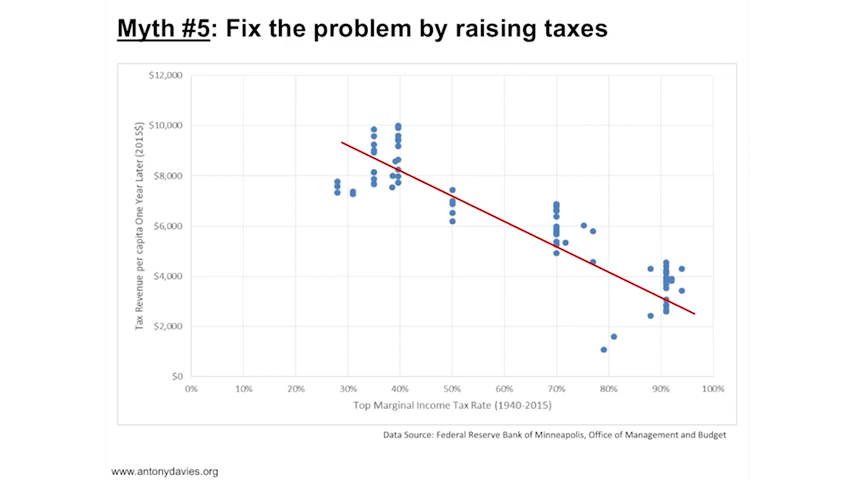 Myth #5: Fix the problem by raising taxes
$12,000
$10,000
$8,000
$6,000
$4,000
$2,000
$0
Tax Revenue per capita One Year Later (2015$)
0% 10% 20% 30% 40% 50% 60% 70% 80% 90% 100%
Top Marginal Income Tax Rate (1940-2015)
Data Source: Federal Reserve Bank of Minneapolis, Office of Management and Budget
www.antonydavies.org